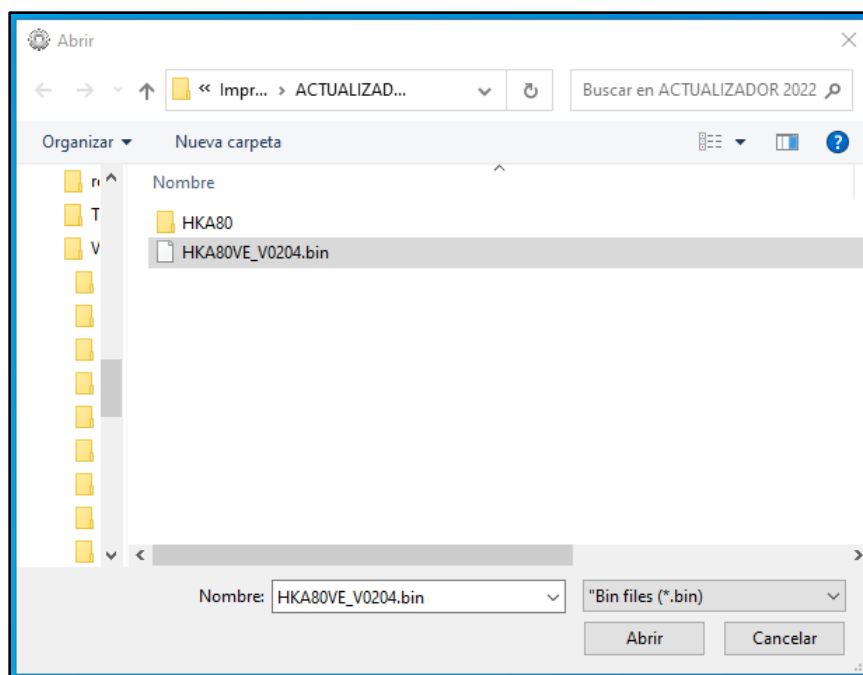 Abrir
« Impr... › ACTUALIZAD...
Buscar en ACTUALIZADOR 2022
Organizar
Nueva carpeta
Nombre
T
V
HKA80
HKA80VE_V0204.bin
Nombre: HKA80VE_V0204.bin
"Bin files (*.bin)
Abrir
Cancelar